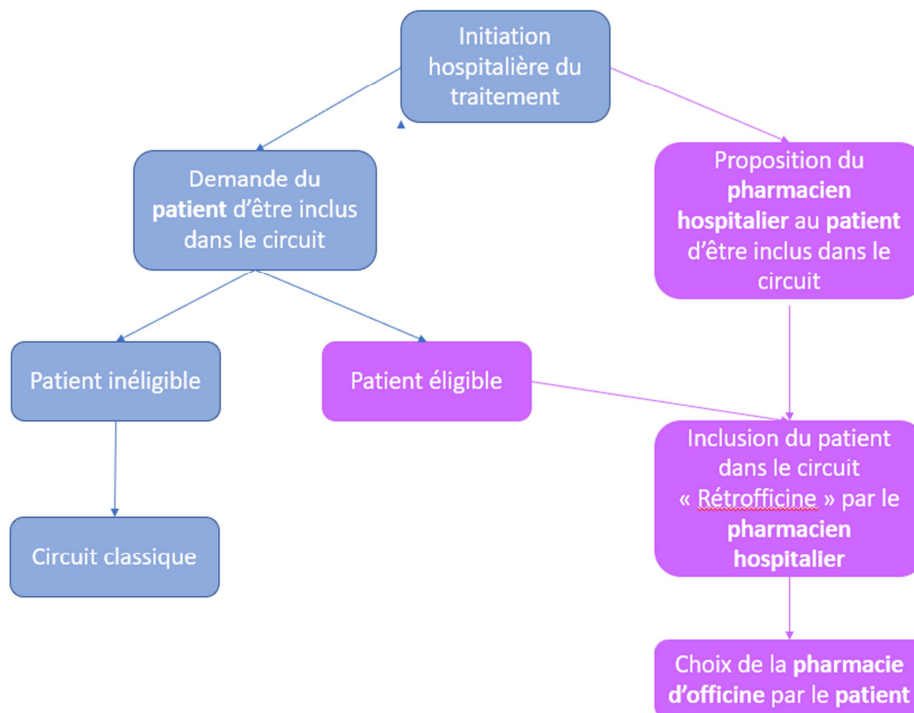 Initiation
hospitalière du
traitement
Demande du
patient d'être inclus
dans le circuit
Proposition du
pharmacien
hospitalier au patient
d'être inclus dans le
circuit
Patient inéligible
Patient éligible
Inclusion du patient
dans le circuit
« Rétrofficine » par le
pharmacien
hospitalier
Circuit classique
Choix de la pharmacie
d'officine par le patient